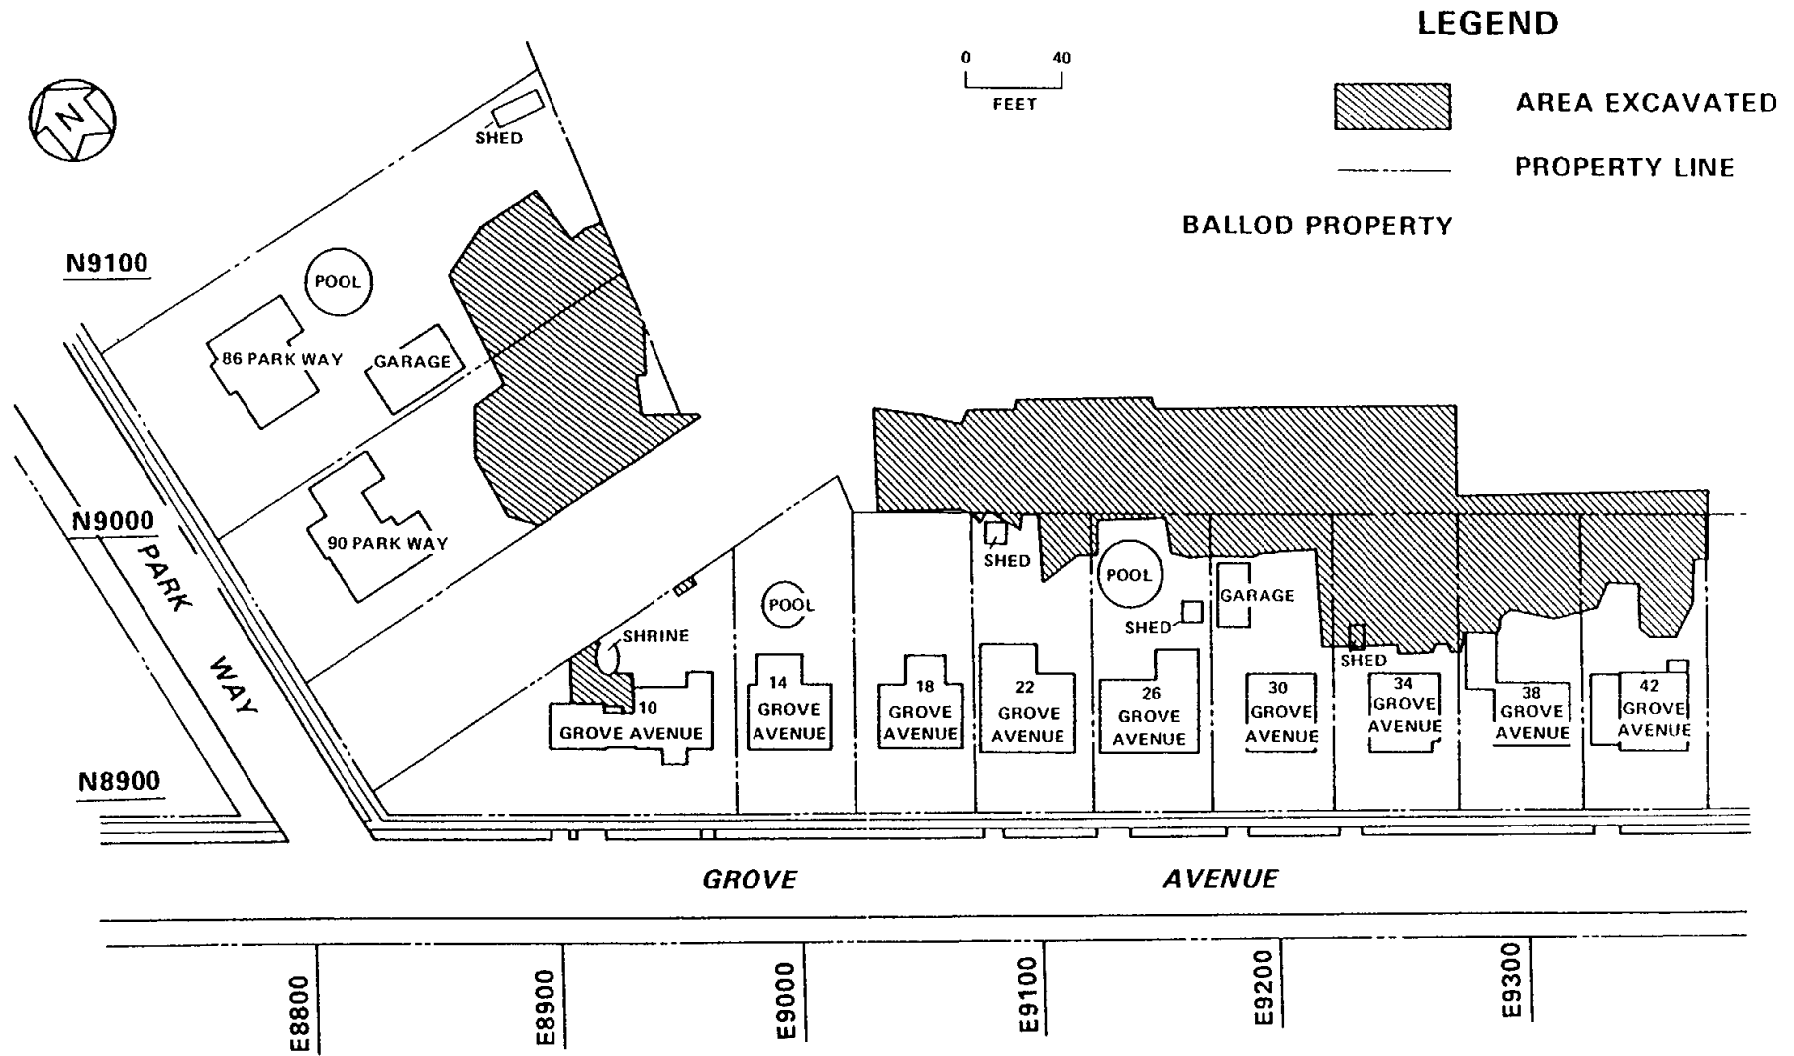 LEGEND
0 40
FEET
AREA EXCAVATED
PROPERTY LINE
BALLOD PROPERTY
N
SHED
N9100
POOL
86 PARK WAY
GARAGE
N9000
90 PARK WAY
PARK WAY
SHED
POOL
GARAGE
POOL
SHED
SHRINE
SHED
10
GROVE AVENUE
14
GROVE
AVENUE
18
GROVE
AVENUE
22
GROVE
AVENUE
26
GROVE
AVENUE
30
GROVE
AVENUE
34
GROVE
AVENUE
38
GROVE
AVENUE
42
GROVE
AVENUE
N8900
GROVE AVENUE
E8800
E8900
E9000
E9100
E9200
E9300